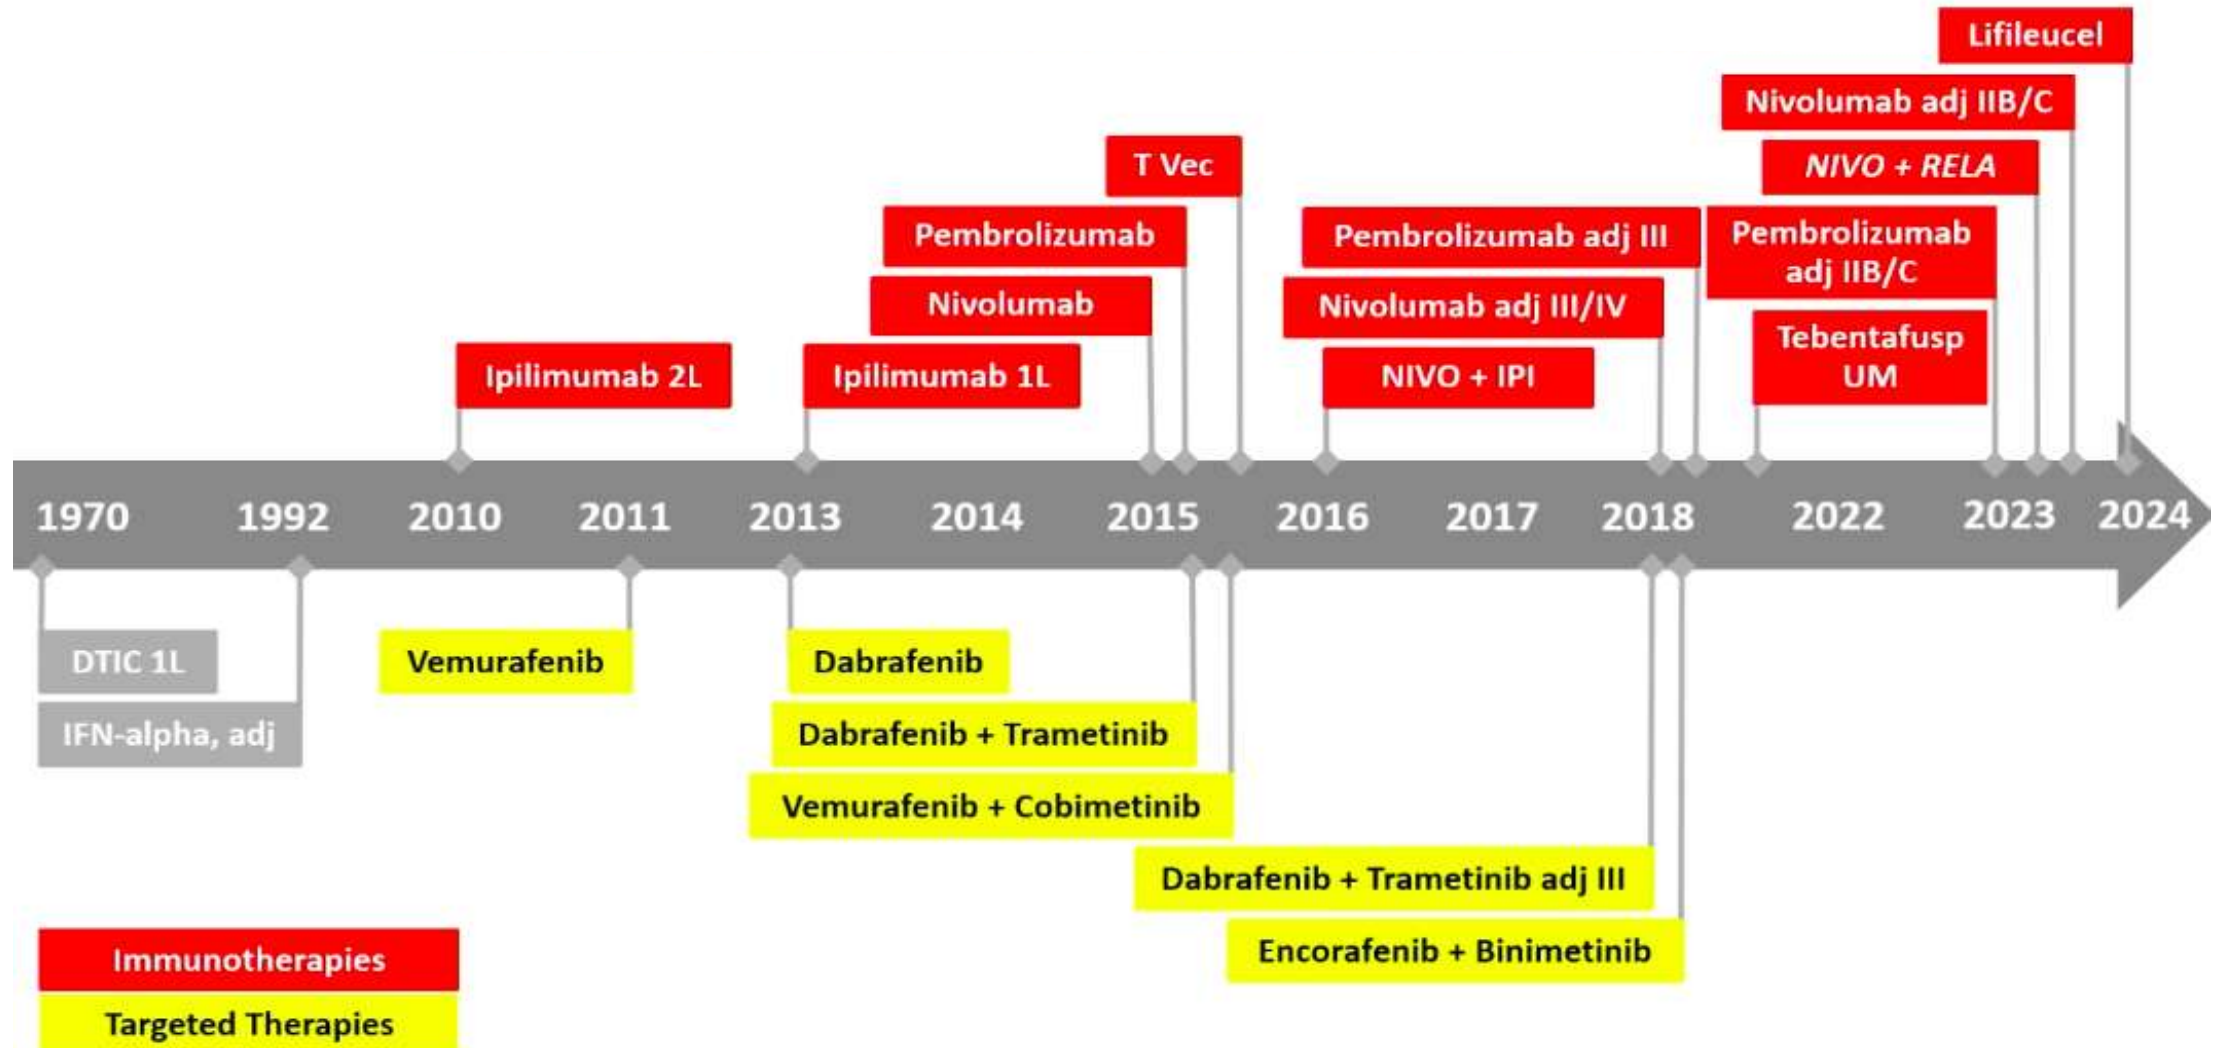 Lifileucel
Nivolumab adj IIB/C
T Vec
NIVO + RELA
Pembrolizumab
Pembrolizumab adj III
Pembrolizumab
adj IIB/C
Nivolumab
Nivolumab adj III/IV
Tebentafusp
UM
Ipilimumab 2L
Ipilimumab 1L
NIVO + IPI
1970 1992 2010 2011 2013 2014 2015 2016 2017 2018 2022 2023 2024
DTIC 1L
Vemurafenib
Dabrafenib
IFN-alpha, adj
Dabrafenib + Trametinib
Vemurafenib + Cobimetinib
Dabrafenib + Trametinib adj III
Encorafenib + Binimetinib
Immunotherapies
Targeted Therapies